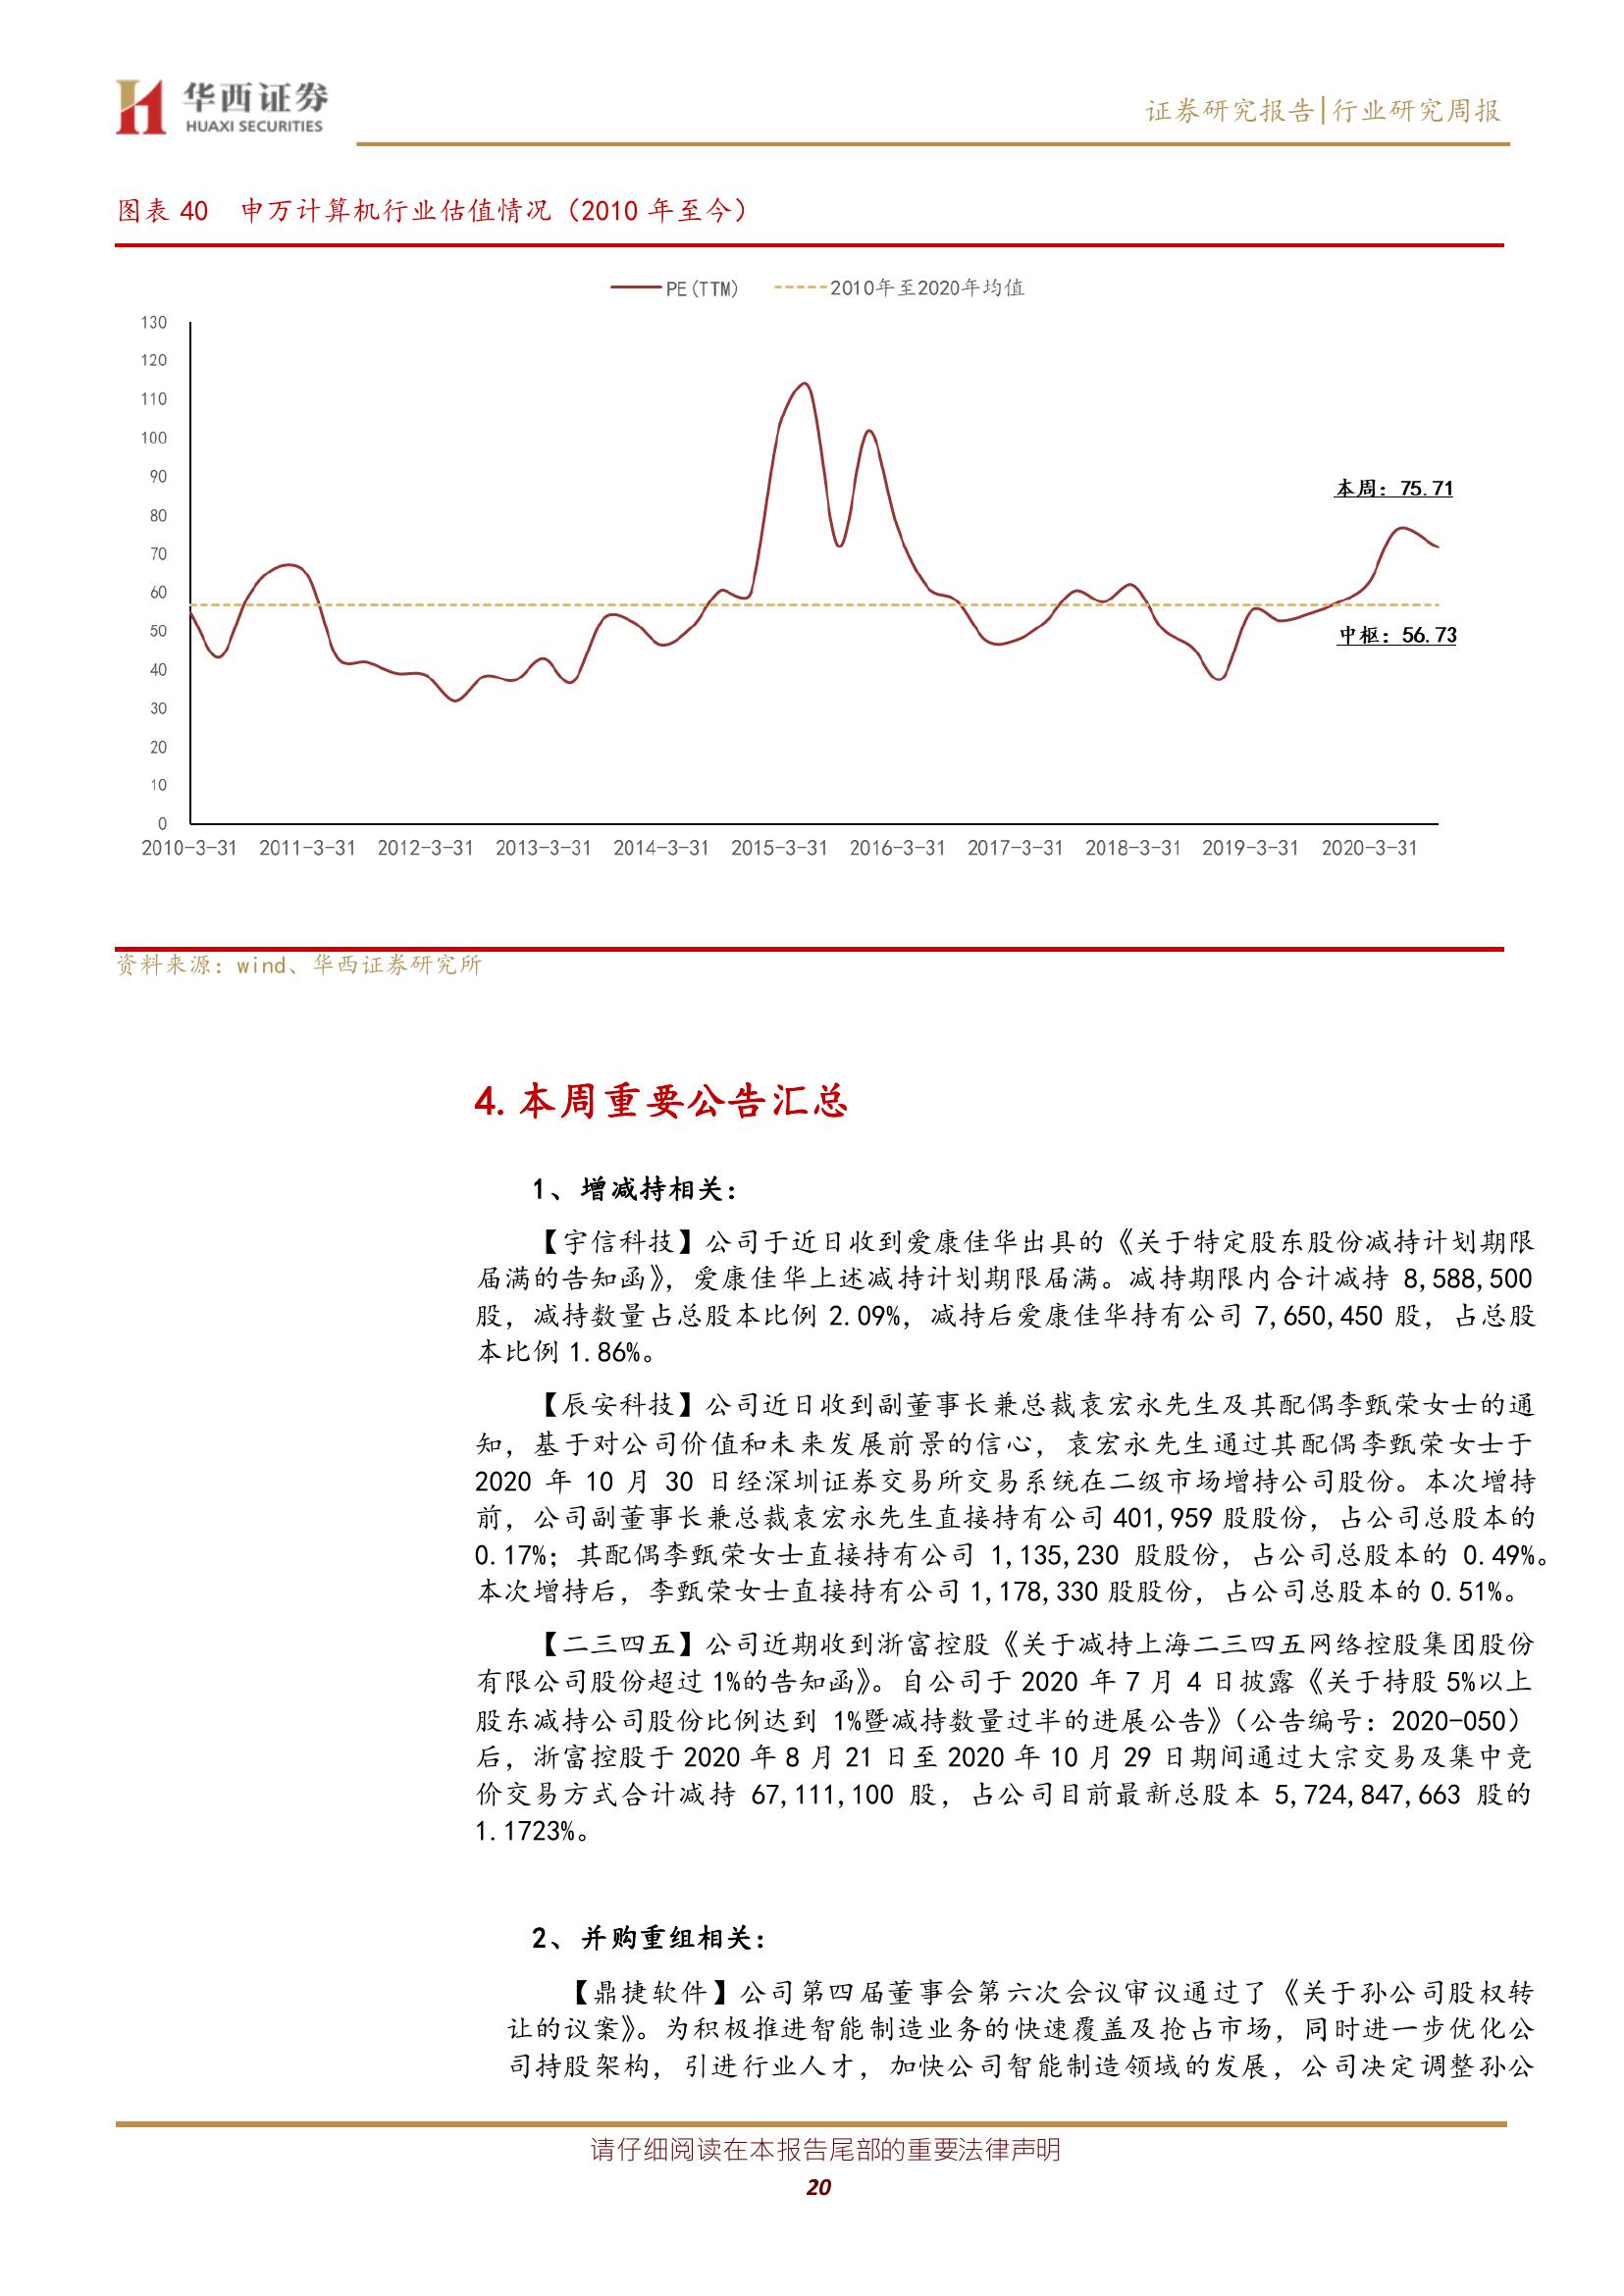 华西证券
HUAXI SECURITIES
证券研究报告|行业研究周报
图表 40 申万计算机行业估值情况（2010 年至今）
PE(TTM) 2010年至2020年均值
130
120
110
100
90
80
70
60
50
40
30
20
10
0
本周：75.71
中枢：56.73
2010-3-31 2011-3-31 2012-3-31 2013-3-31 2014-3-31 2015-3-31 2016-3-31 2017-3-31 2018-3-31 2019-3-31 2020-3-31
资料来源：wind、华西证券研究所
4. 本周重要公告汇总
1、增减持相关：
【宇信科技】公司于近日收到爱康佳华出具的《关于特定股东股份减持计划期限
届满的告知函》，爱康佳华上述减持计划期限届满。减持期限内合计减持 8,588,500
股，减持数量占总股本比例 2.09%，减持后爱康佳华持有公司 7,650,450 股，占总股
本比例 1.86%。
【辰安科技】公司近日收到副董事长兼总裁袁宏永先生及其配偶李甄荣女士的通
知，基于对公司价值和未来发展前景的信心，袁宏永先生通过其配偶李甄荣女士于
2020 年 10 月 30 日经深圳证券交易所交易系统在二级市场增持公司股份。本次增持
前，公司副董事长兼总裁袁宏永先生直接持有公司 401,959 股股份，占公司总股本的
0.17%；其配偶李甄荣女士直接持有公司 1,135,230 股股份，占公司总股本的 0.49%。
本次增持后，李甄荣女士直接持有公司 1,178,330 股股份，占公司总股本的 0.51%。
【二三四五】公司近期收到浙富控股《关于减持上海二三四五网络控股集团股份
有限公司股份超过 1%的告知函》。自公司于 2020 年 7 月 4 日披露《关于持股 5%以上
股东减持公司股份比例达到 1%暨减持数量过半的进展公告》（公告编号：2020-050）
后，浙富控股于 2020 年 8 月 21 日至 2020 年 10 月 29 日期间通过大宗交易及集中竞
价交易方式合计减持 67,111,100 股，占公司目前最新总股本 5,724,847,663 股的
1.1723%。
2、并购重组相关：
【鼎捷软件】公司第四届董事会第六次会议审议通过了《关于孙公司股权转
让的议案》。为积极推进智能制造业务的快速覆盖及抢占市场，同时进一步优化公
司持股架构，引进行业人才，加快公司智能制造领域的发展，公司决定调整孙公
请仔细阅读在本报告尾部的重要法律声明
20